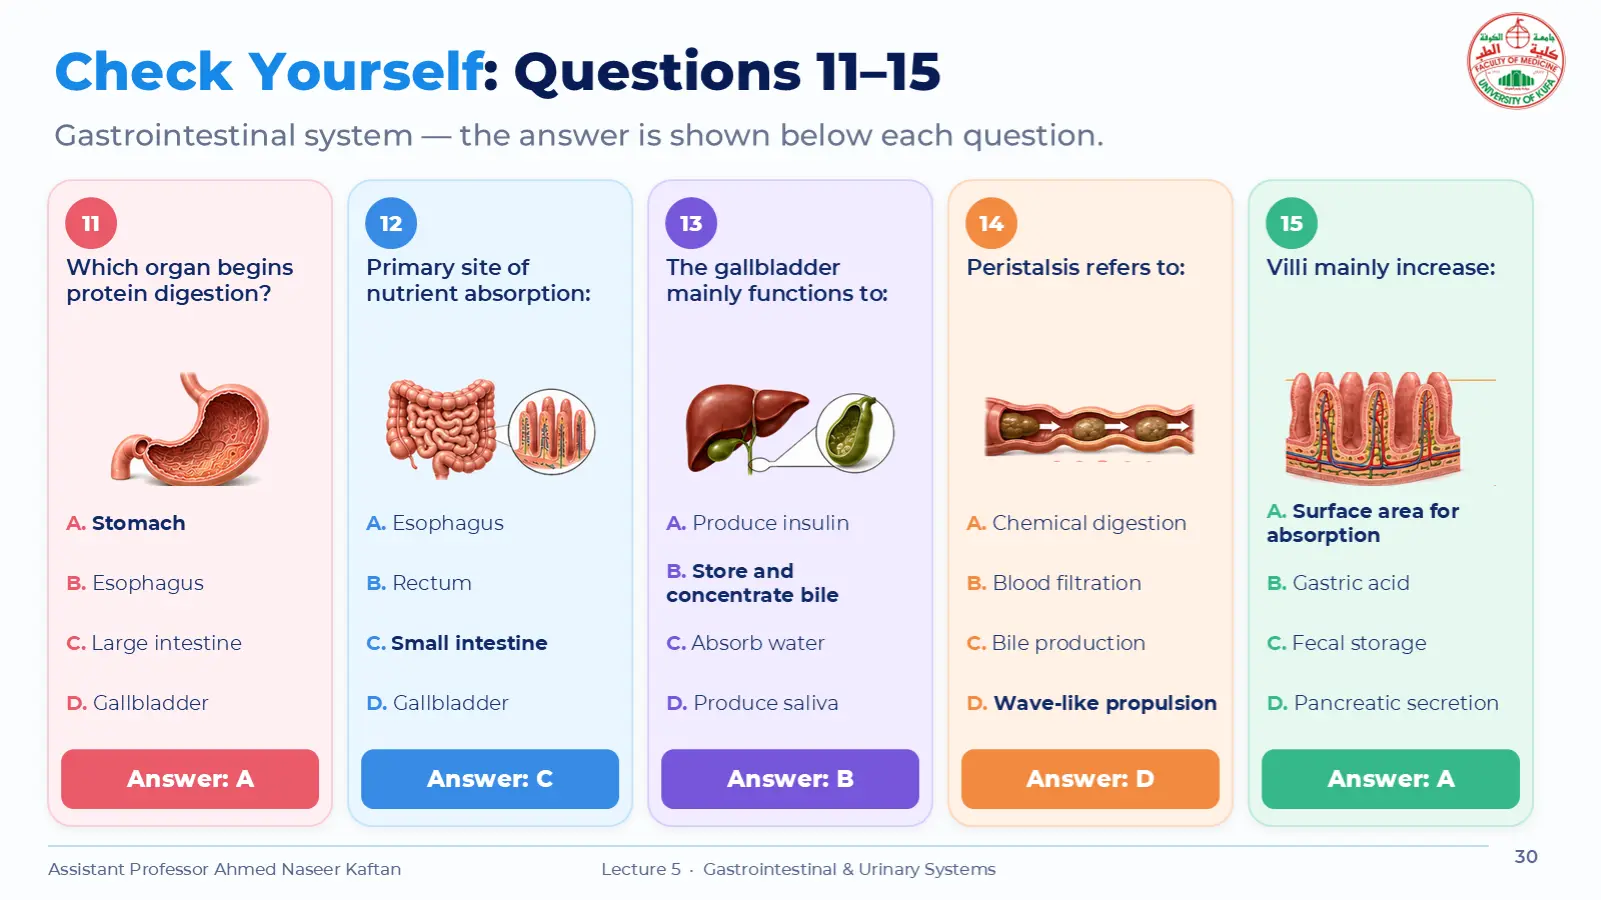 Check Yourself: Questions 11–15
Gastrointestinal system — the answer is shown below each question.
جامعة الكوفة
كلية الطب
FACULTY OF MEDICINE
UNIVERSITY OF KUFA
11
Which organ begins
protein digestion?
A. Stomach
B. Esophagus
C. Large intestine
D. Gallbladder
Answer: A
12
Primary site of
nutrient absorption:
A. Esophagus
B. Rectum
C. Small intestine
D. Gallbladder
Answer: C
13
The gallbladder
mainly functions to:
A. Produce insulin
B. Store and
concentrate bile
C. Absorb water
D. Produce saliva
Answer: B
14
Peristalsis refers to:
A. Chemical digestion
B. Blood filtration
C. Bile production
D. Wave-like propulsion
Answer: D
15
Villi mainly increase:
A. Surface area for
absorption
B. Gastric acid
C. Fecal storage
D. Pancreatic secretion
Answer: A
Assistant Professor Ahmed Naseer Kaftan
Lecture 5 · Gastrointestinal & Urinary Systems
30